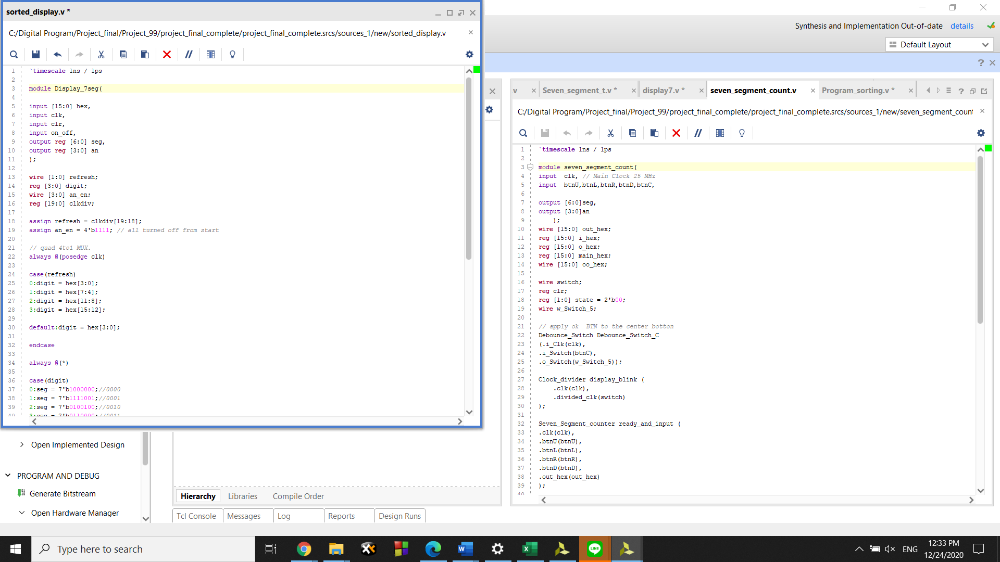 sorted_display.v *
C:/Digital Program/Project_final/Project_99/project_final_complete/project_final_complete.srcs/sources_1/new/sorted_display.v
1 `timescale 1ns / 1ps
2
3 module Display_7seg(
4
5 input [15:0] hex,
6 input clk,
7 input clr,
8 input on_off,
9 output reg [6:0] seg,
10 output reg [3:0] an
11 );
12
13 wire [1:0] refresh;
14 reg [3:0] digit;
15 wire [3:0] an_en;
16 reg [19:0] clkdiv;
17
18 assign refresh = clkdiv[19:18];
19 assign an_en = 4'b1111; // all turned off from start
20
21 // quad 4to1 MUX.
22 always @(posedge clk)
23
24 case(refresh)
25 0:digit = hex[3:0];
26 1:digit = hex[7:4];
27 2:digit = hex[11:8];
28 3:digit = hex[15:12];
29
30 default:digit = hex[3:0];
31
32 endcase
33
34 always @(*)
35
36 case(digit)
37 0:seg = 7'b1000000;//0000
38 1:seg = 7'b1111001;//0001
39 2:seg = 7'b0100100;//0010
40 3:seg = 7'b0110000;//0011
Open Implemented Design
PROGRAM AND DEBUG
Generate Bitstream
Open Hardware Manager
Hierarchy Libraries Compile Order
Tcl Console Messages Log Reports Design Runs
Synthesis and Implementation Out-of-date details
Default Layout
v Seven_segment_t.v * display7.v * seven_segment_count.v Program_sorting.v *
C:/Digital Program/Project_final/Project_99/project_final_complete/project_final_complete.srcs/sources_1/new/seven_segment_count
1 `timescale 1ns / 1ps
2
3 module seven_segment_count(
4 input clk, // Main Clock 25 MHz
5 input btnU,btnL,btnR,btnD,btnC,
6
7 output [6:0]seg,
8 output [3:0]an
9 );
10 wire [15:0] out_hex;
11 reg [15:0] i_hex;
12 reg [15:0] o_hex;
13 reg [15:0] main_hex;
14 wire [15:0] oo_hex;
15
16 wire switch;
17 reg clr;
18 reg [1:0] state = 2'b00;
19 wire w_Switch_5;
20
21 // apply ok BTN to the center botton
22 Debounce_Switch Debounce_Switch_C
23 (.i_Clk(clk),
24 .i_Switch(btnC),
25 .o_Switch(w_Switch_5));
26
27 Clock_divider display_blink (
28 .clk(clk),
29 .divided_clk(switch)
30 );
31
32 Seven_Segment_counter ready_and_input (
33 .clk(clk),
34 .btnU(btnU),
35 .btnL(btnL),
36 .btnR(btnR),
37 .btnD(btnD),
38 .out_hex(out_hex)
39 );
40
Type here to search
LINE
ENG
12:33 PM
12/24/2020